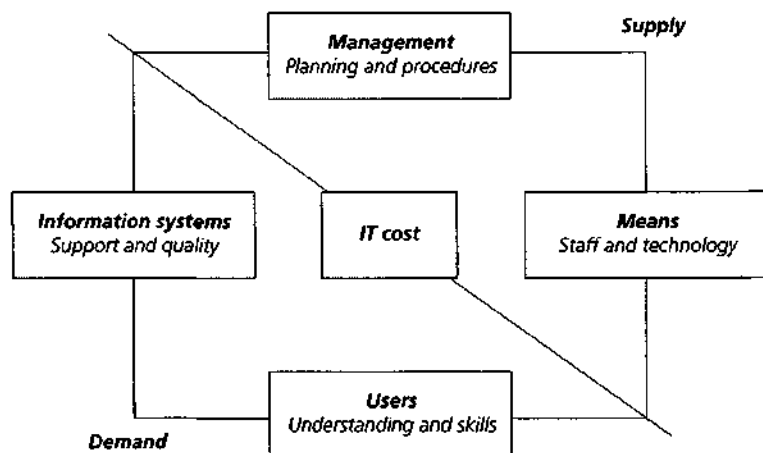 Management
Planning and procedures
Supply
Information systems
Support and quality
IT cost
Means
Staff and technology
Users
Understanding and skills
Demand